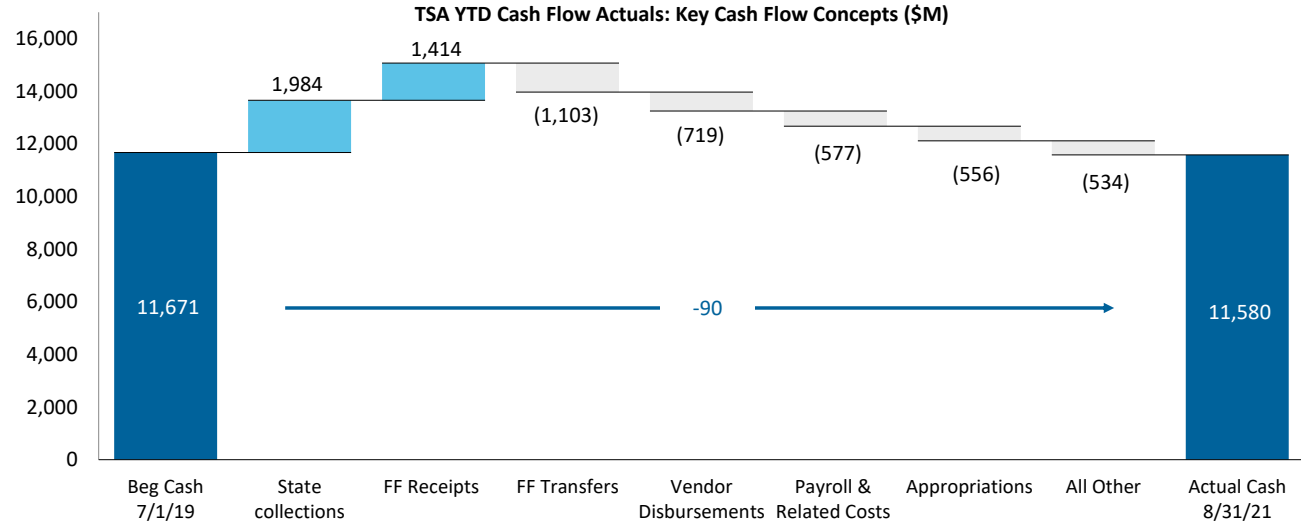 TSA YTD Cash Flow Actuals: Key Cash Flow Concepts ($M)
16,000
14,000
12,000
10,000
8,000
6,000
4,000
2,000
0
11,671
1,984
1,414
(1,103)
(719)
(577)
(556)
(534)
11,580
-90
Beg Cash
7/1/19
State
collections
FF Receipts
FF Transfers
Vendor
Disbursements
Payroll &
Related Costs
Appropriations
All Other
Actual Cash
8/31/21